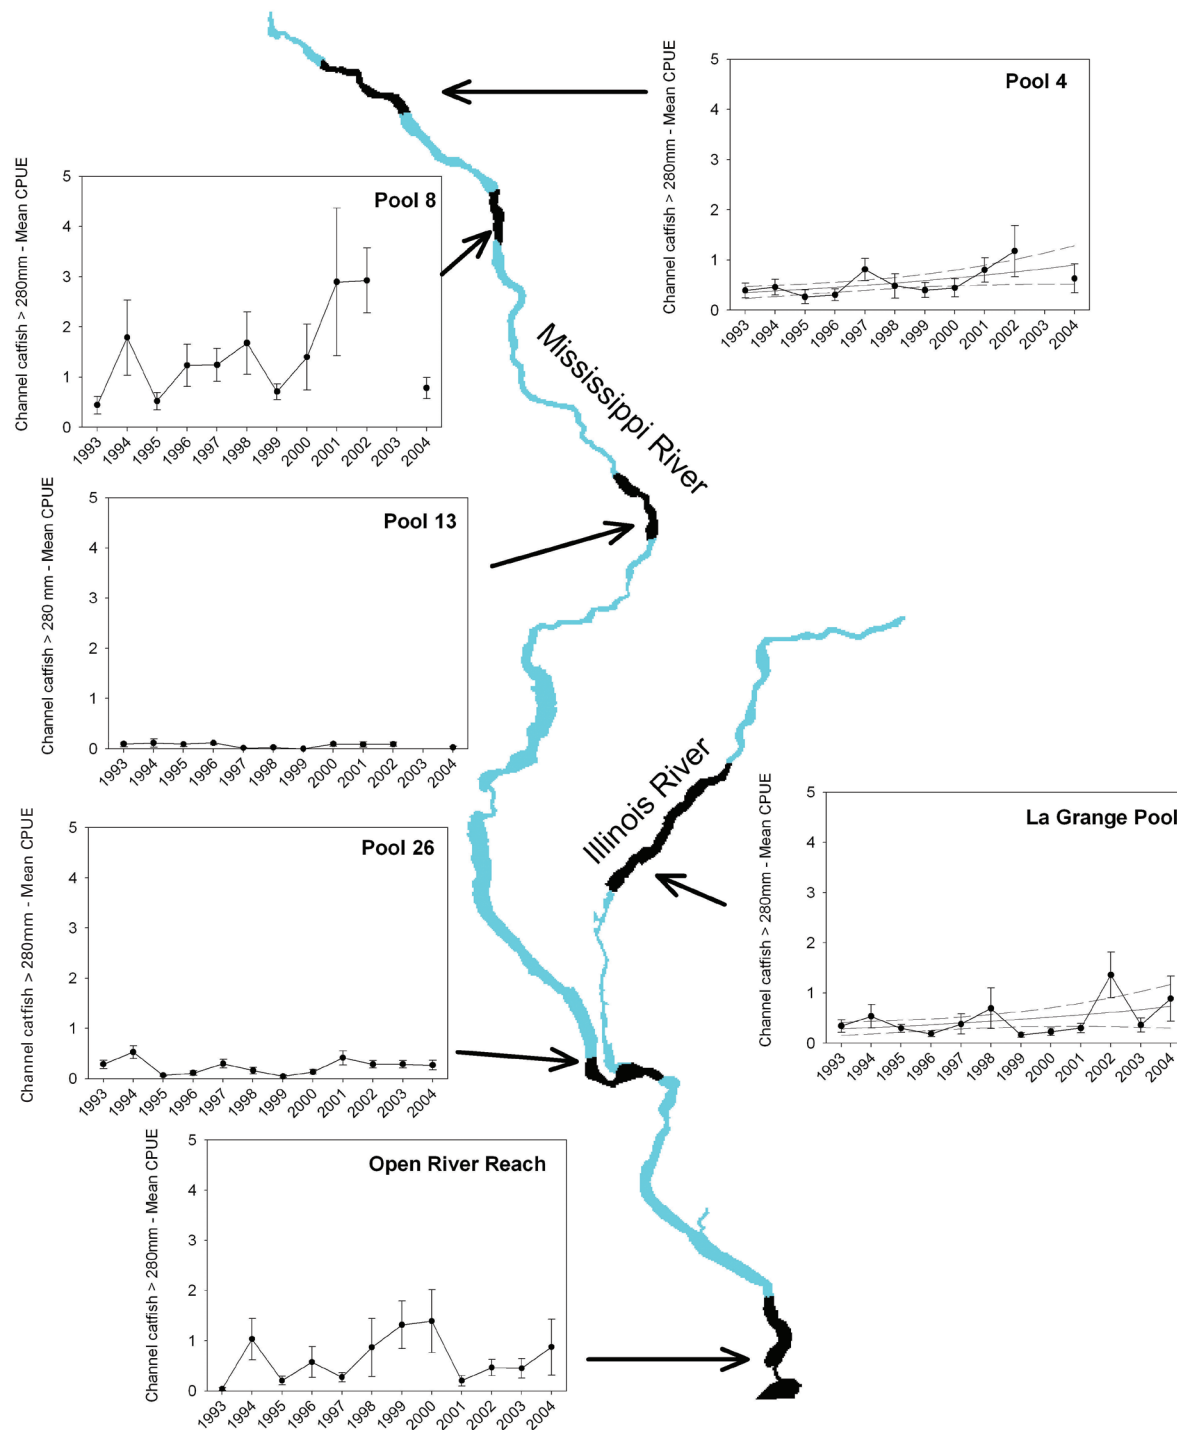 Pool 4
Channel catfish > 280mm - Mean CPUE
5
4
3
2
1
0
1993 1994 1995 1996 1997 1998 1999 2000 2001 2002 2003 2004
Pool 8
Channel catfish > 280mm - Mean CPUE
5
4
3
2
1
0
1993 1994 1995 1996 1997 1998 1999 2000 2001 2002 2003 2004
Mississippi River
Pool 13
Channel catfish > 280 mm - Mean CPUE
5
4
3
2
1
0
1993 1994 1995 1996 1997 1998 1999 2000 2001 2002 2003 2004
Illinois River
La Grange Pool
Channel catfish > 280mm - Mean CPUE
5
4
3
2
1
0
1993 1994 1995 1996 1997 1998 1999 2000 2001 2002 2003 2004
Pool 26
Channel catfish > 280mm - Mean CPUE
5
4
3
2
1
0
1993 1994 1995 1996 1997 1998 1999 2000 2001 2002 2003 2004
Open River Reach
Channel catfish > 280mm - Mean CPUE
5
4
3
2
1
0
1993 1994 1995 1996 1997 1998 1999 2000 2001 2002 2003 2004